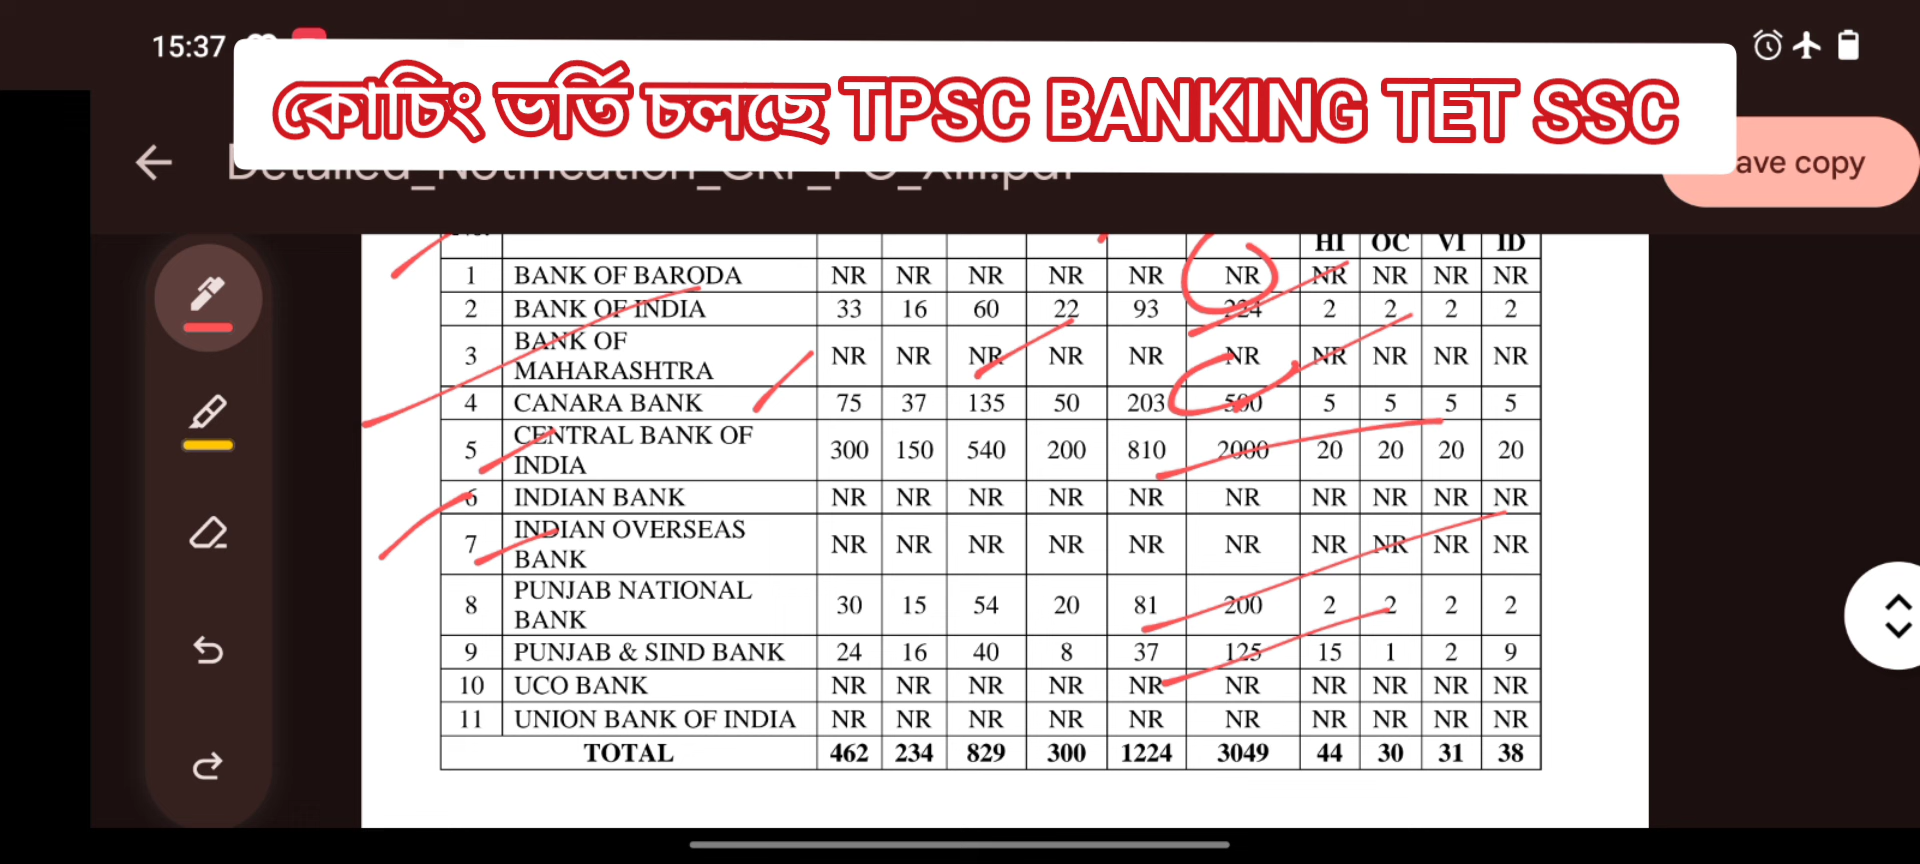 15:37
কোচিং ভর্তি চলছে TPSC BANKING TET SSC
ave copy
HI OC VI ID
1 BANK OF BARODA NR NR NR NR NR NR NR NR NR NR
2 BANK OF INDIA 33 16 60 22 93 224 2 2 2 2
3 BANK OF MAHARASHTRA NR NR NR NR NR NR NR NR NR NR
4 CANARA BANK 75 37 135 50 203 500 5 5 5 5
5 CENTRAL BANK OF INDIA 300 150 540 200 810 2000 20 20 20 20
6 INDIAN BANK NR NR NR NR NR NR NR NR NR NR
7 INDIAN OVERSEAS BANK NR NR NR NR NR NR NR NR NR NR
8 PUNJAB NATIONAL BANK 30 15 54 20 81 200 2 2 2 2
9 PUNJAB & SIND BANK 24 16 40 8 37 125 15 1 2 9
10 UCO BANK NR NR NR NR NR NR NR NR NR NR
11 UNION BANK OF INDIA NR NR NR NR NR NR NR NR NR NR
TOTAL 462 234 829 300 1224 3049 44 30 31 38